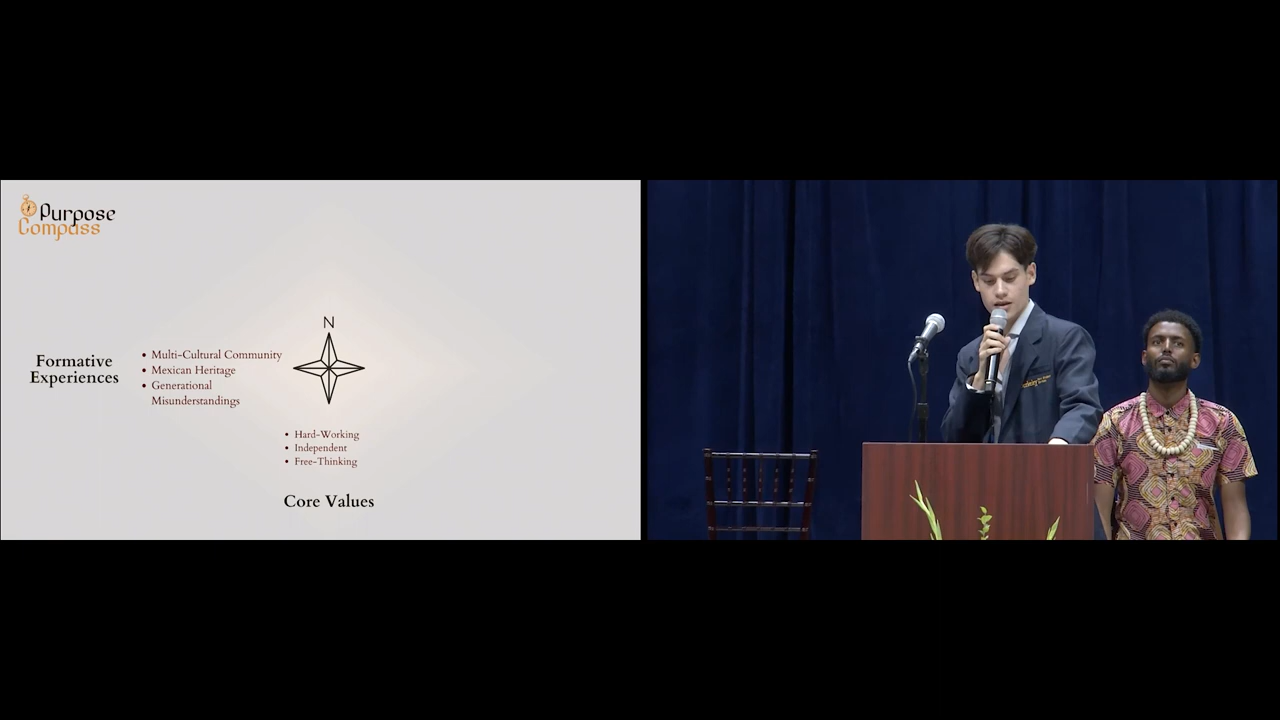 Purpose
Compass
N
Formative
Experiences
• Multi-Cultural Community
• Mexican Heritage
• Generational
Misunderstandings
• Hard-Working
• Independent
• Free-Thinking
Core Values